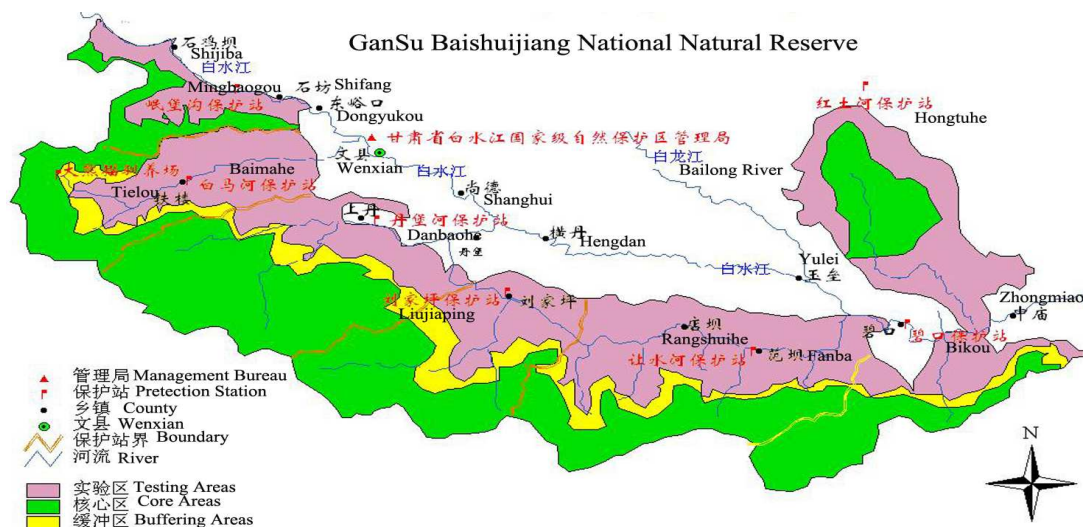 GanSu Baishuijiang National Natural Reserve
石鸡坝
Shijiba
白水江
Minghaogou
石坊 Shifang
岷堡沟保护站
东峪口
Dongyukou
红土河保护站
Hongtuhe
甘肃省白水江国家级自然保护区管理局
文县
Wenxian
白水江
白龙江
Bailong River
大熊猫驯养场
Baimahe
白马河保护站
Tielou
尚德
Shanghui
上丹
丹堡河保护站
Danbaohe
丹堡
横丹
Hengdan
白水江
Yulei
玉垒
刘家坪保护站
刘家坪
Liujiaping
店坝
Rangshuihe
让水河保护站
范坝 Fanba
碧口
碧口保护站
Bikou
Zhongmiao
中庙
管理局 Management Bureau
保护站 Pretection Station
乡镇 County
文县 Wenxian
保护站界 Boundary
河流 River
实验区 Testing Areas
核心区 Core Areas
缓冲区 Buffering Areas
N